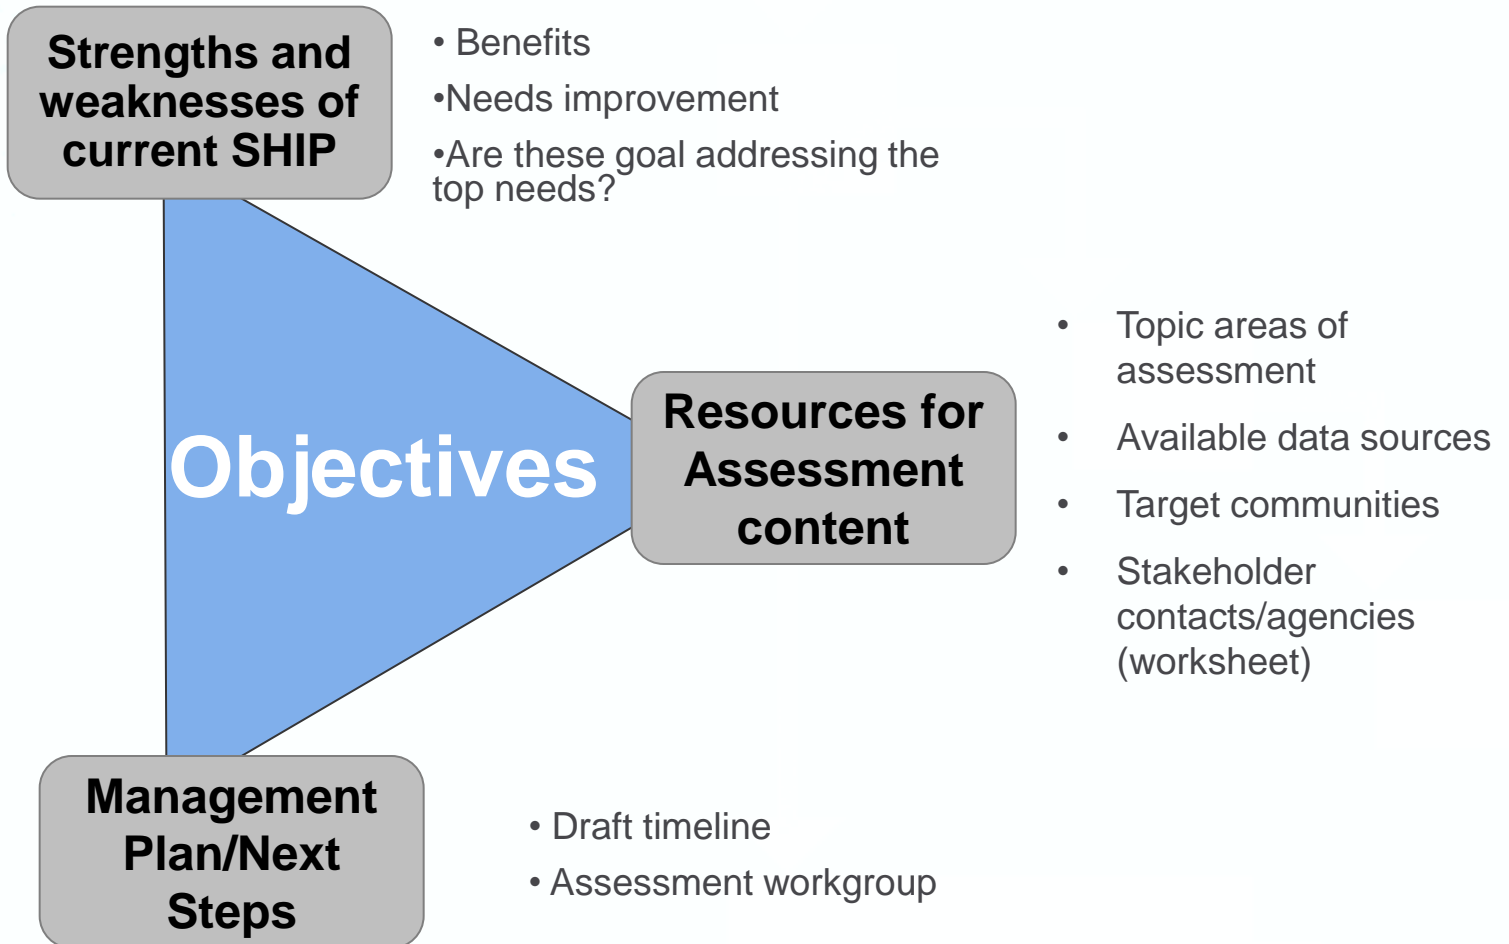 Strengths and
weaknesses of
current SHIP
• Benefits
•Needs improvement
•Are these goal addressing the
top needs?
Objectives
Resources for
Assessment
content
• Topic areas of
assessment
• Available data sources
• Target communities
• Stakeholder
contacts/agencies
(worksheet)
Management
Plan/Next
Steps
• Draft timeline
• Assessment workgroup